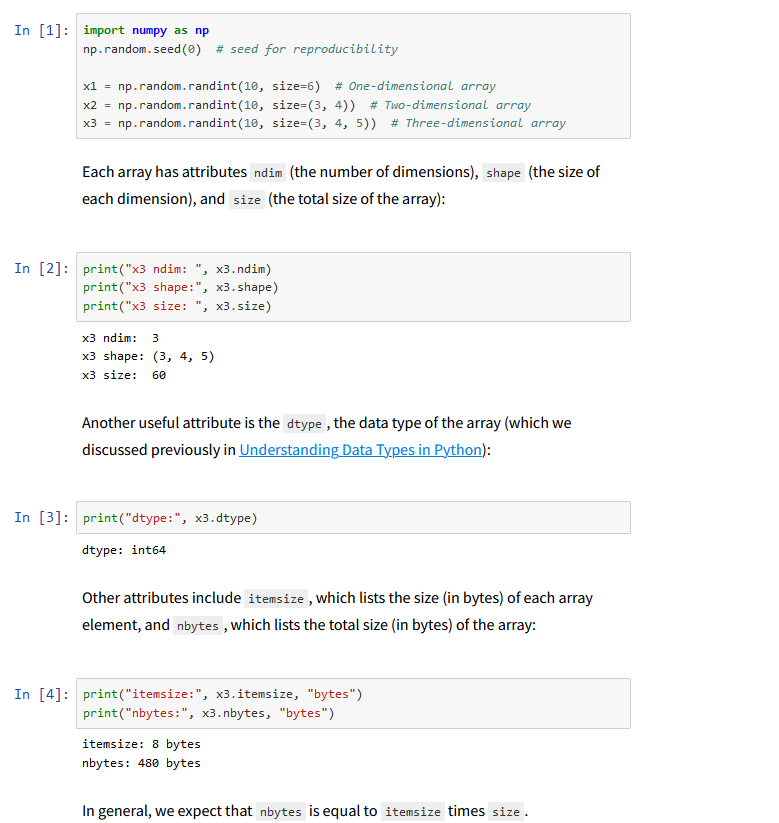 In [1]: import numpy as np
np.random.seed(0)  # seed for reproducibility
x1 = np.random.randint(10, size=6)  # One-dimensional array
x2 = np.random.randint(10, size=(3, 4))  # Two-dimensional array
x3 = np.random.randint(10, size=(3, 4, 5))  # Three-dimensional array
Each array has attributes ndim (the number of dimensions), shape (the size of
each dimension), and size (the total size of the array):
In [2]: print("x3 ndim: ", x3.ndim)
print("x3 shape:", x3.shape)
print("x3 size: ", x3.size)
x3 ndim:  3
x3 shape: (3, 4, 5)
x3 size:  60
Another useful attribute is the dtype, the data type of the array (which we
discussed previously in Understanding Data Types in Python):
In [3]: print("dtype:", x3.dtype)
dtype: int64
Other attributes include itemsize, which lists the size (in bytes) of each array
element, and nbytes, which lists the total size (in bytes) of the array:
In [4]: print("itemsize:", x3.itemsize, "bytes")
print("nbytes:", x3.nbytes, "bytes")
itemsize: 8 bytes
nbytes: 480 bytes
In general, we expect that nbytes is equal to itemsize times size.